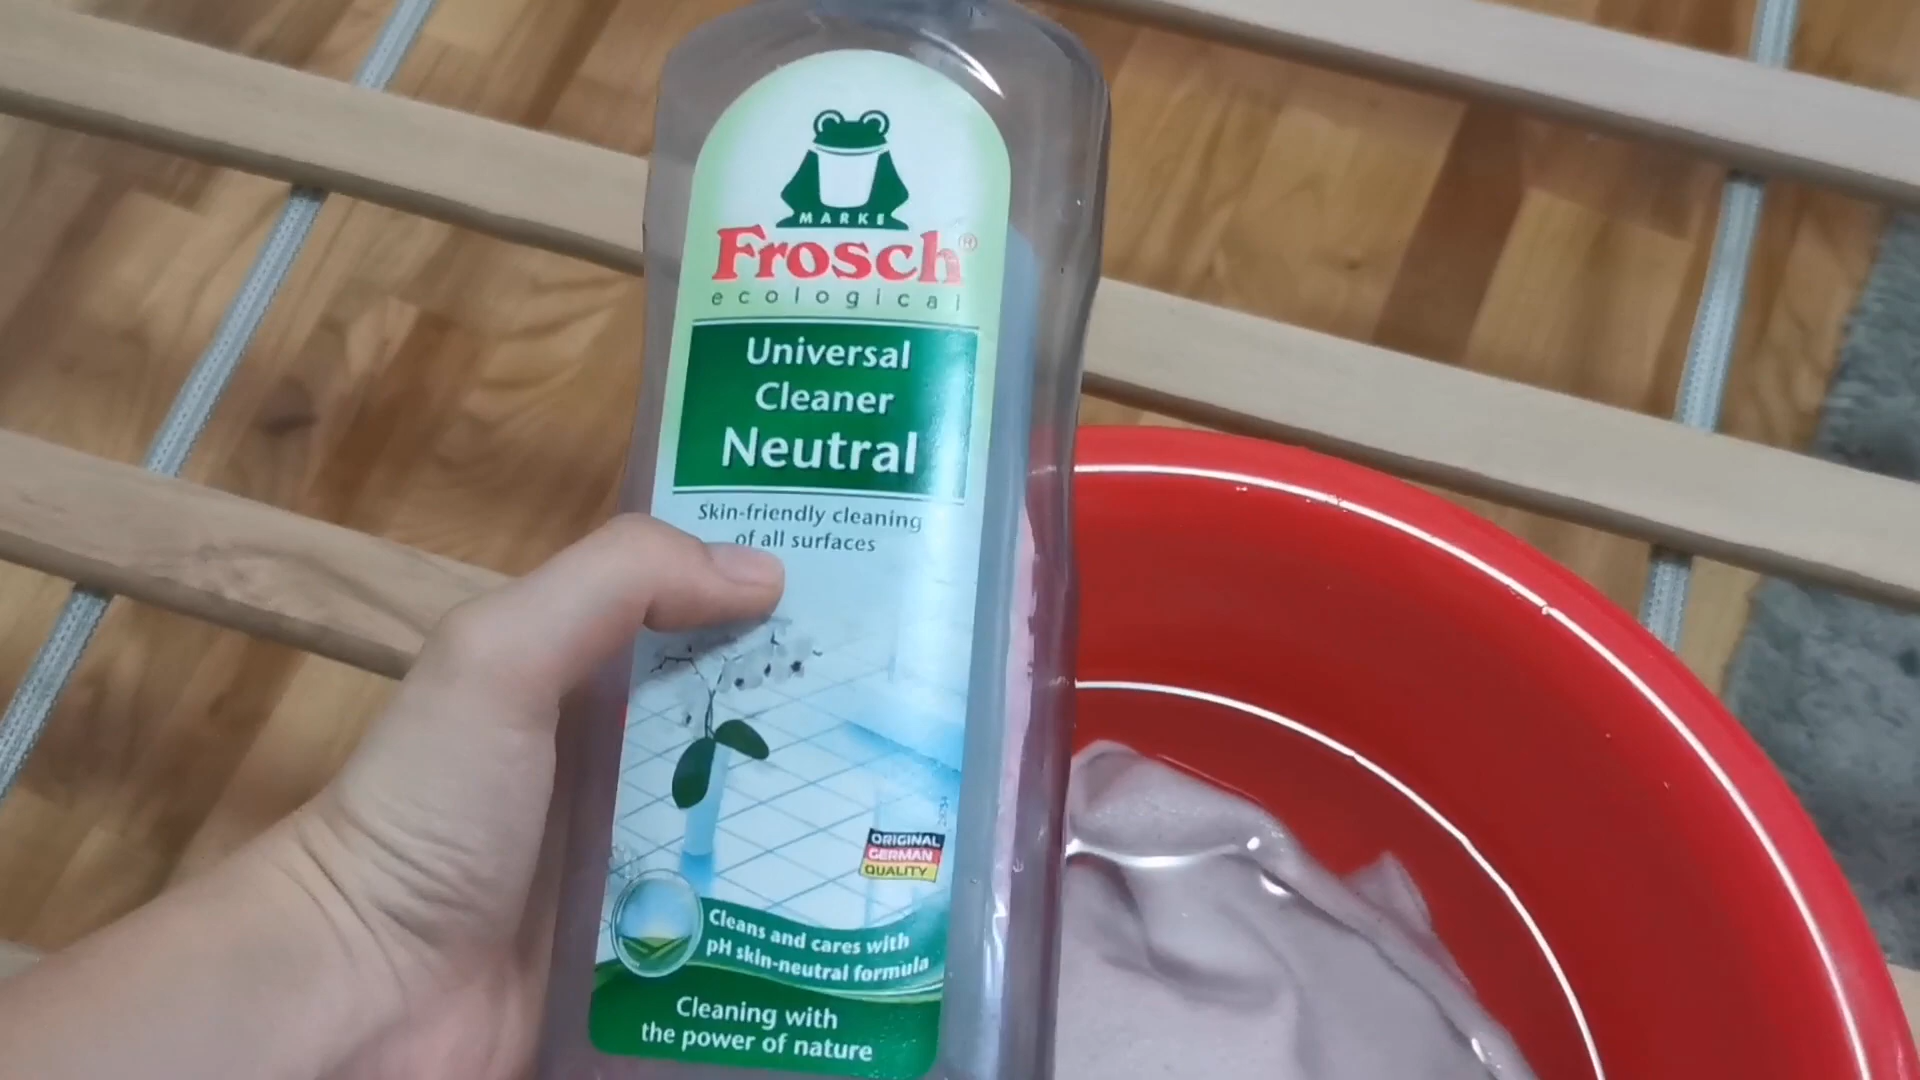 MARKE
Frosch®
ecological
Universal
Cleaner
Neutral
Skin-friendly cleaning
of all surfaces
ORIGINAL
GERMAN
QUALITY
Cleans and cares with
pH skin-neutral formula
Cleaning with
the power of nature